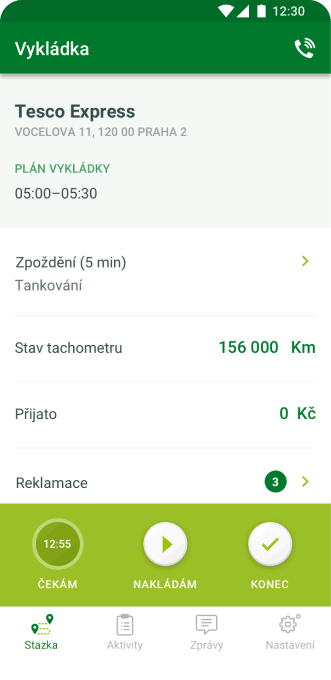 12:30
Vykládka
Tesco Express
VOCELOVA 11, 120 00 PRAHA 2
PLÁN VYKLÁDKY
05:00–05:30
Zpoždění (5 min)
Tankování
Stav tachometru 156 000 Km
Přijato 0 Kč
Reklamace 3
12:55
ČEKÁM NAKLÁDÁM KONEC
Stazka Aktivity Zprávy Nastavení